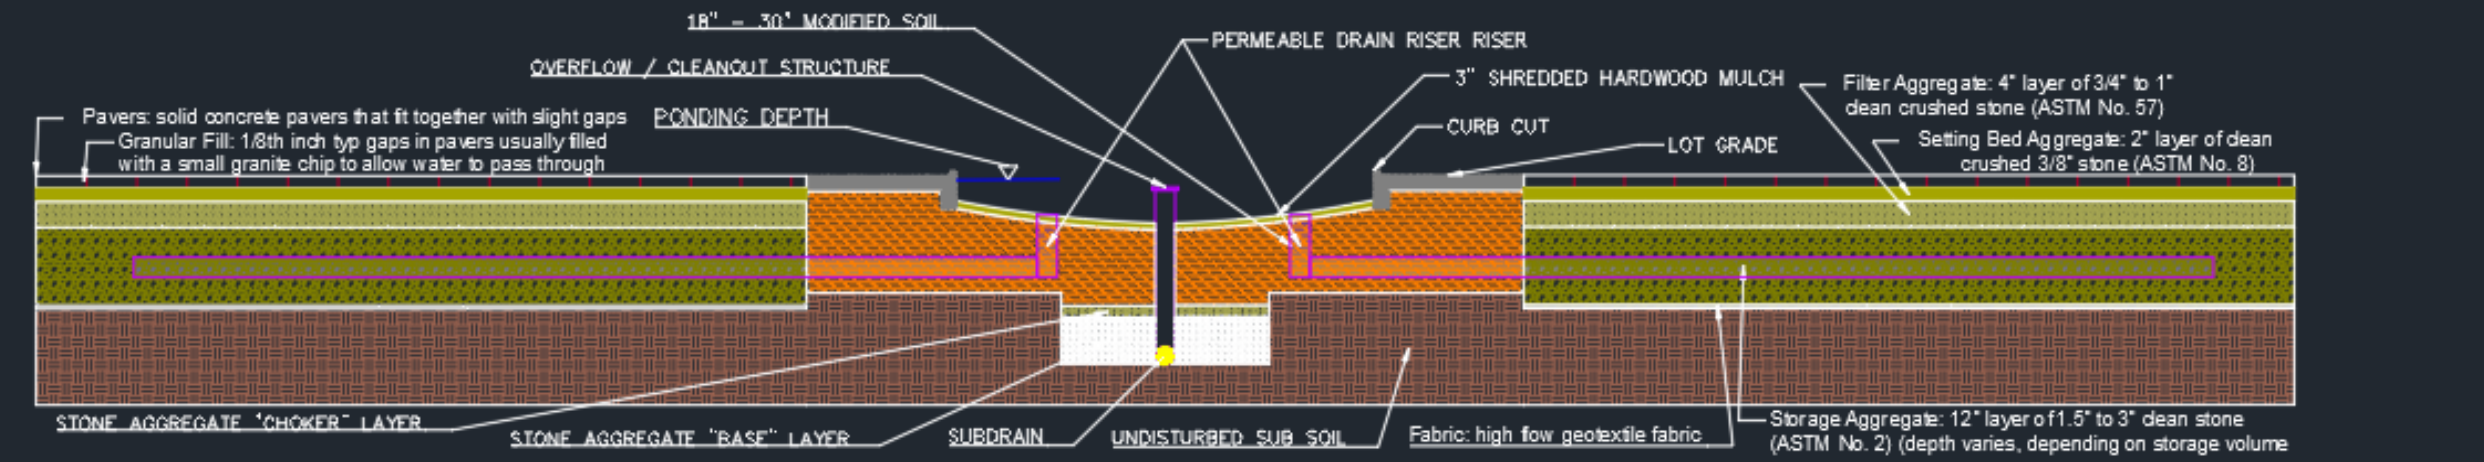 18" - 30" MODIFIED SOIL
OVERFLOW / CLEANOUT STRUCTURE
Pavers: solid concrete pavers that fit together with slight gaps
Granular Fill: 1/8th inch typ gaps in pavers usually filled
with a small granite chip to allow water to pass through
PONDING DEPTH
PERMEABLE DRAIN RISER RISER
3" SHREDDED HARDWOOD MULCH
CURB CUT
LOT GRADE
Filter Aggregate: 4" layer of 3/4" to 1"
clean crushed stone (ASTM No. 57)
Setting Bed Aggregate: 2" layer of clean
crushed 3/8" stone (ASTM No. 8)
STONE AGGREGATE "CHOKER" LAYER
STONE AGGREGATE "BASE" LAYER
SUBDRAIN
UNDISTURBED SUB SOIL
Fabric: high flow geotextile fabric
Storage Aggregate: 12" layer of 1.5" to 3" clean stone
(ASTM No. 2) (depth varies, depending on storage volume